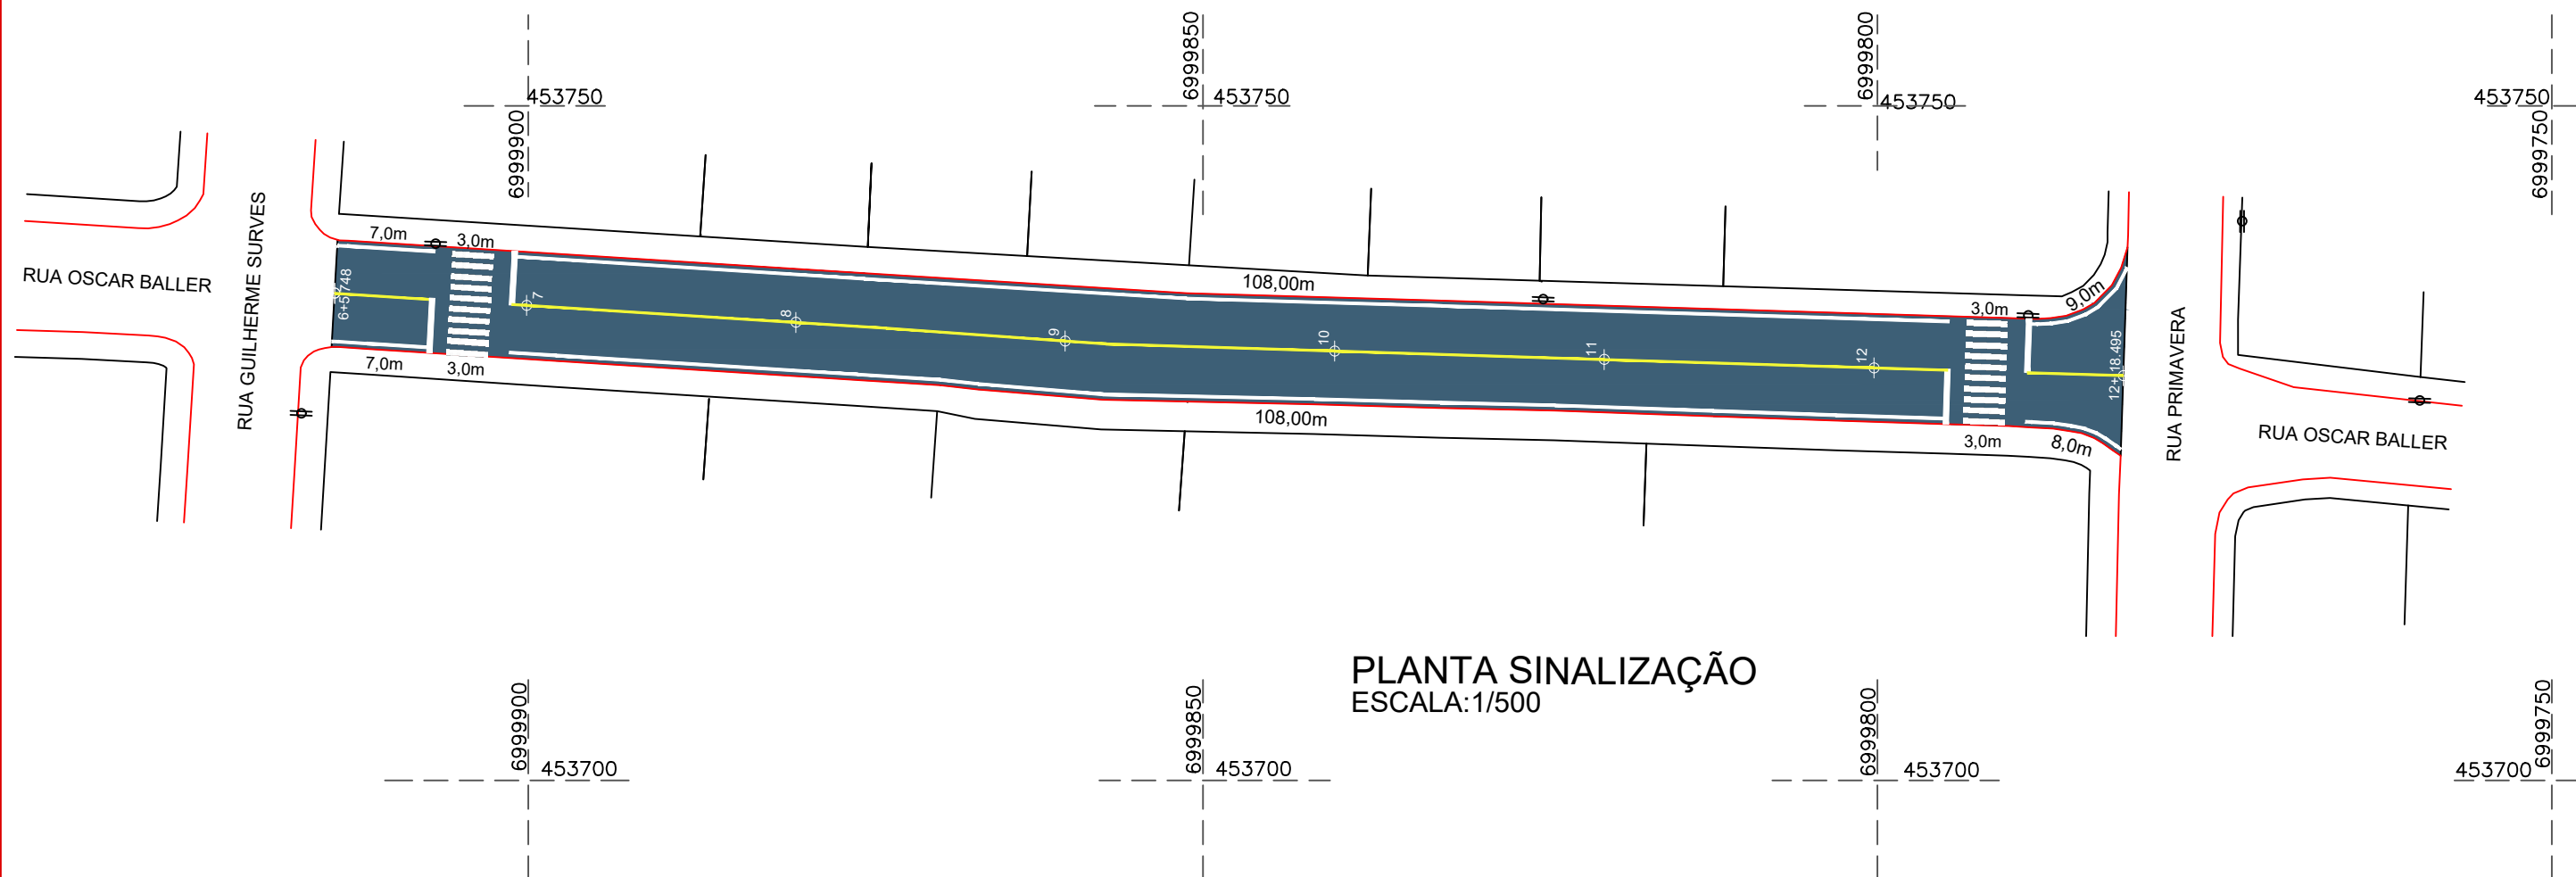 6999850
6999800
453750
453750
453750
453750
6999900
6999750
RUA GUILHERME SURVES
7,0m
3,0m
RUA OSCAR BALLER
6+5.748
7
8
9
10
11
12
108,00m
3,0m
9,0m
12+18.495
RUA PRIMAVERA
7,0m
3,0m
108,00m
3,0m
8,0m
RUA OSCAR BALLER
PLANTA SINALIZAÇÃO
ESCALA:1/500
6999900
6999850
6999800
6999750
453700
453700
453700
453700